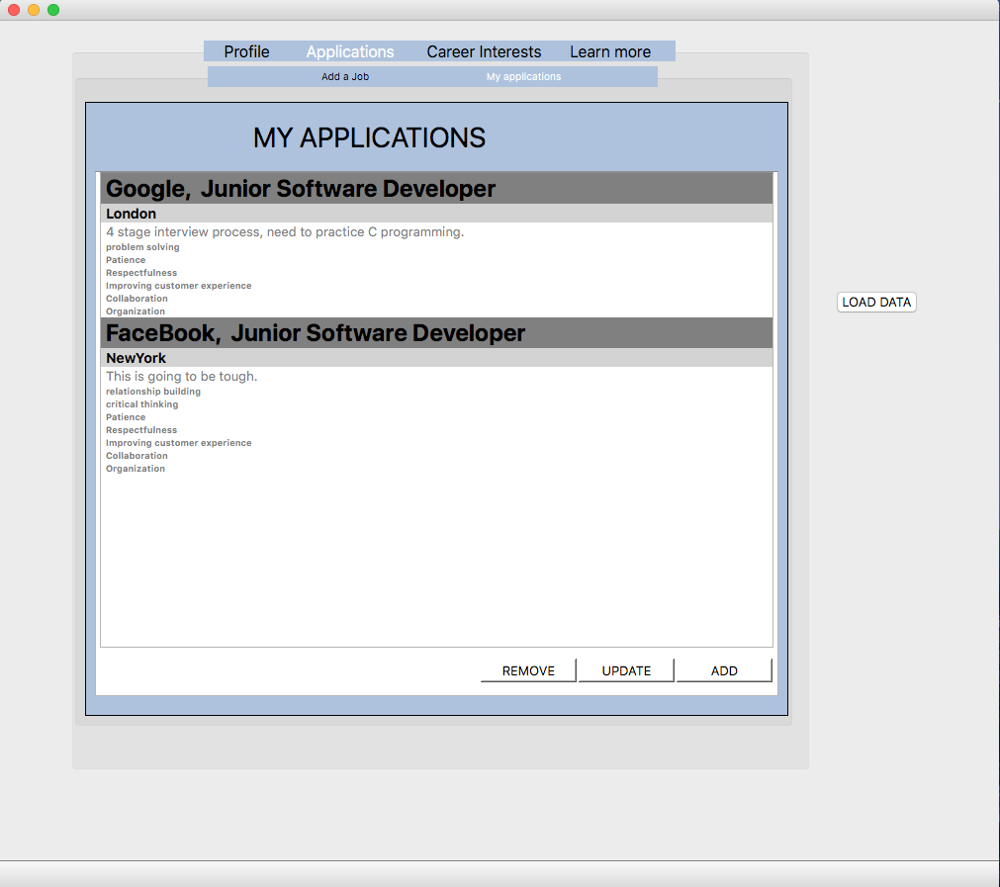 Profile Applications Career Interests Learn more
Add a Job My applications
MY APPLICATIONS
Google, Junior Software Developer
London
4 stage interview process, need to practice C programming.
problem solving
Patience
Respectfulness
Improving customer experience
Collaboration
Organization
LOAD DATA
FaceBook, Junior Software Developer
NewYork
This is going to be tough.
relationship building
critical thinking
Patience
Respectfulness
Improving customer experience
Collaboration
Organization
REMOVE UPDATE ADD